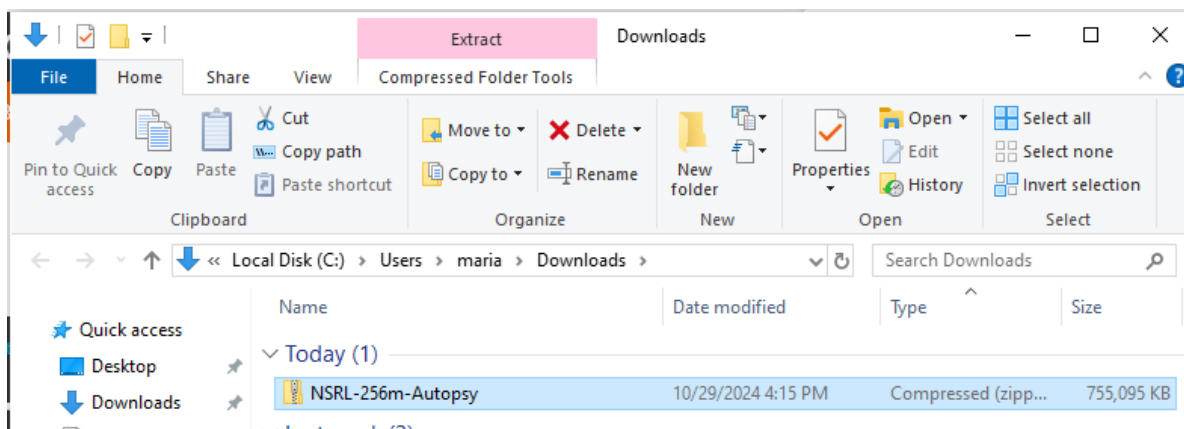 Extract Downloads
File Home Share View Compressed Folder Tools
Pin to Quick access
Copy
Paste
Cut
Copy path
Paste shortcut
Clipboard
Move to
Copy to
Delete
Rename
Organize
New folder
New
Properties
Open
Edit
History
Open
Select all
Select none
Invert selection
Select
« Local Disk (C:) > Users > maria > Downloads >
Search Downloads
Name Date modified Type Size
Quick access
Desktop
Downloads
Today (1)
NSRL-256m-Autopsy 10/29/2024 4:15 PM Compressed (zipp... 755,095 KB